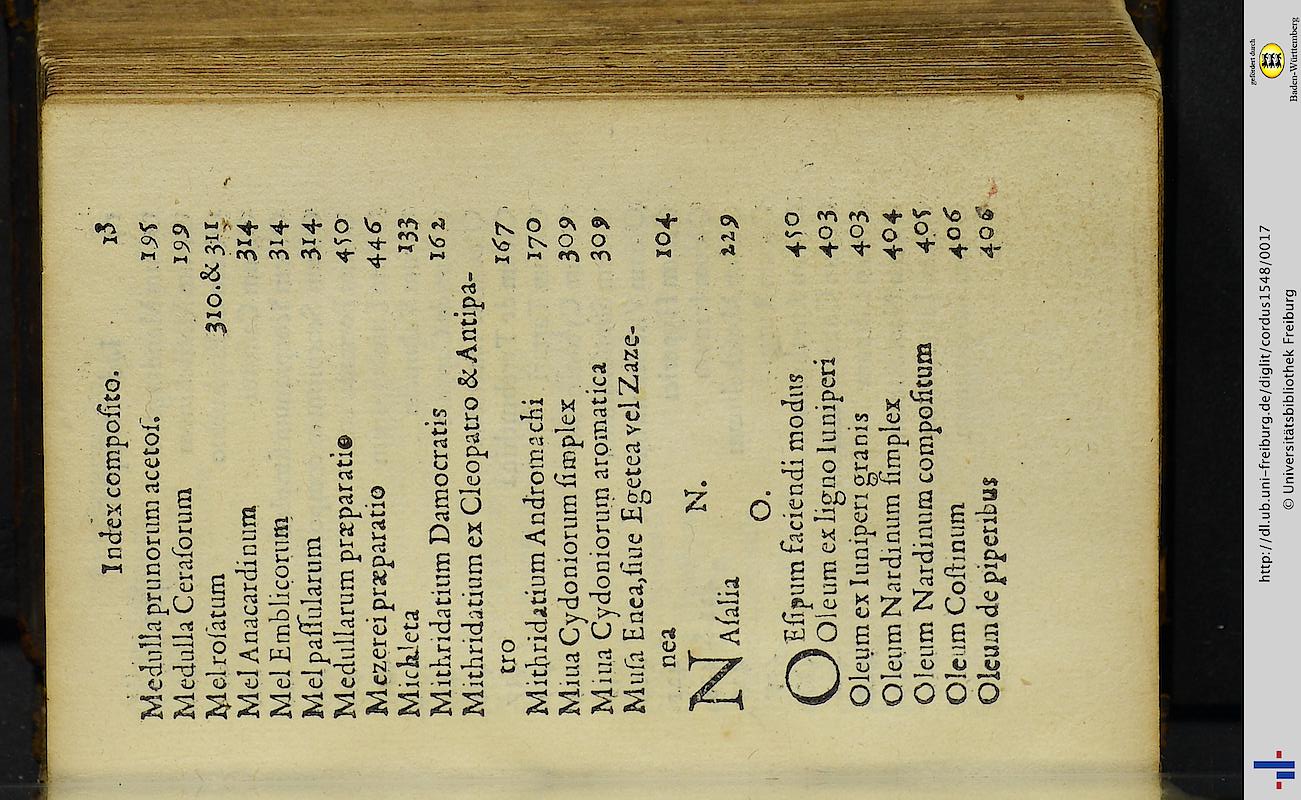 Index compoſito. 13
Medulla prunorum acetoſ. 195
Medulla Ceraſorum 199
Mel roſatum 310.& 311
Mel Anacardinum 314
Mel Emblicorum 314
Mel paſſularum 314
Medullarum præparatio 450
Mezerei præparatio 446
Michleta 133
Mithridatium Damocratis 162
Mithridatium ex Cleopatro & Antipa-
tro 167
Mithridatium Andromachi 170
Miua Cydoniorum ſimplex 309
Miua Cydoniorum aromatica 309
Muſa Enea, ſiue Egetea vel Zaze-
nea 104
N.
NAſalia 229
O.
OEſipum faciendi modus 450
Oleum ex ligno Iuniperi 403
Oleum ex Iuniperi granis 403
Oleum Nardinum ſimplex 404
Oleum Nardinum compoſitum 405
Oleum Coſtinum 406
Oleum de piperibus 406
http://dl.ub.uni-freiburg.de/diglit/cordus1548/0017
© Universitätsbibliothek Freiburg
gefördert durch
Baden-Württemberg